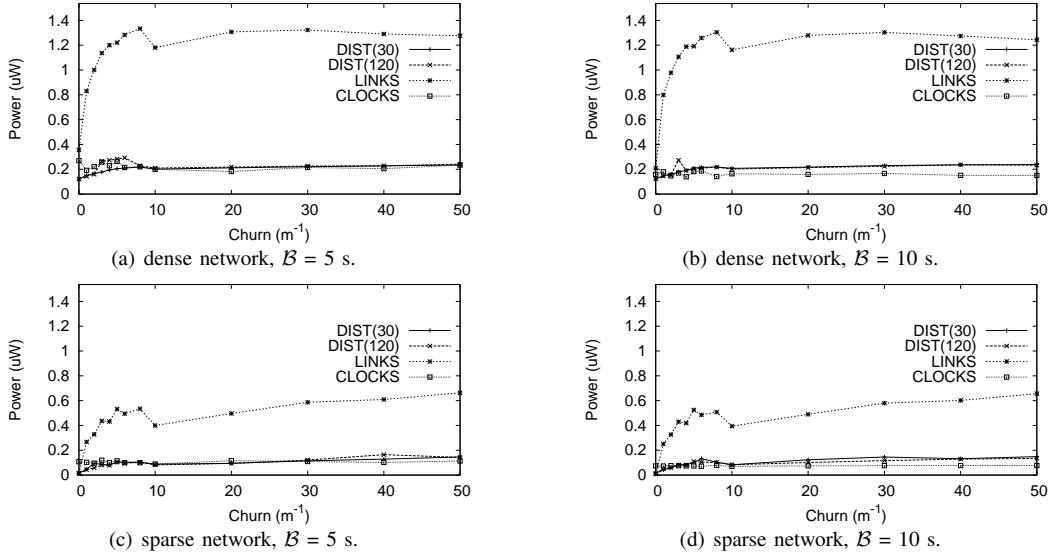 0
0.2
0.4
0.6
0.8
1
1.2
1.4
0 10 20 30 40 50
Power (uW)
Churn (m-1)
DIST(30)
DIST(120)
LINKS
CLOCKS
(a) dense network, B = 5 s.
0
0.2
0.4
0.6
0.8
1
1.2
1.4
0 10 20 30 40 50
Power (uW)
Churn (m-1)
DIST(30)
DIST(120)
LINKS
CLOCKS
(b) dense network, B = 10 s.
0
0.2
0.4
0.6
0.8
1
1.2
1.4
0 10 20 30 40 50
Power (uW)
Churn (m-1)
DIST(30)
DIST(120)
LINKS
CLOCKS
(c) sparse network, B = 5 s.
0
0.2
0.4
0.6
0.8
1
1.2
1.4
0 10 20 30 40 50
Power (uW)
Churn (m-1)
DIST(30)
DIST(120)
LINKS
CLOCKS
(d) sparse network, B = 10 s.